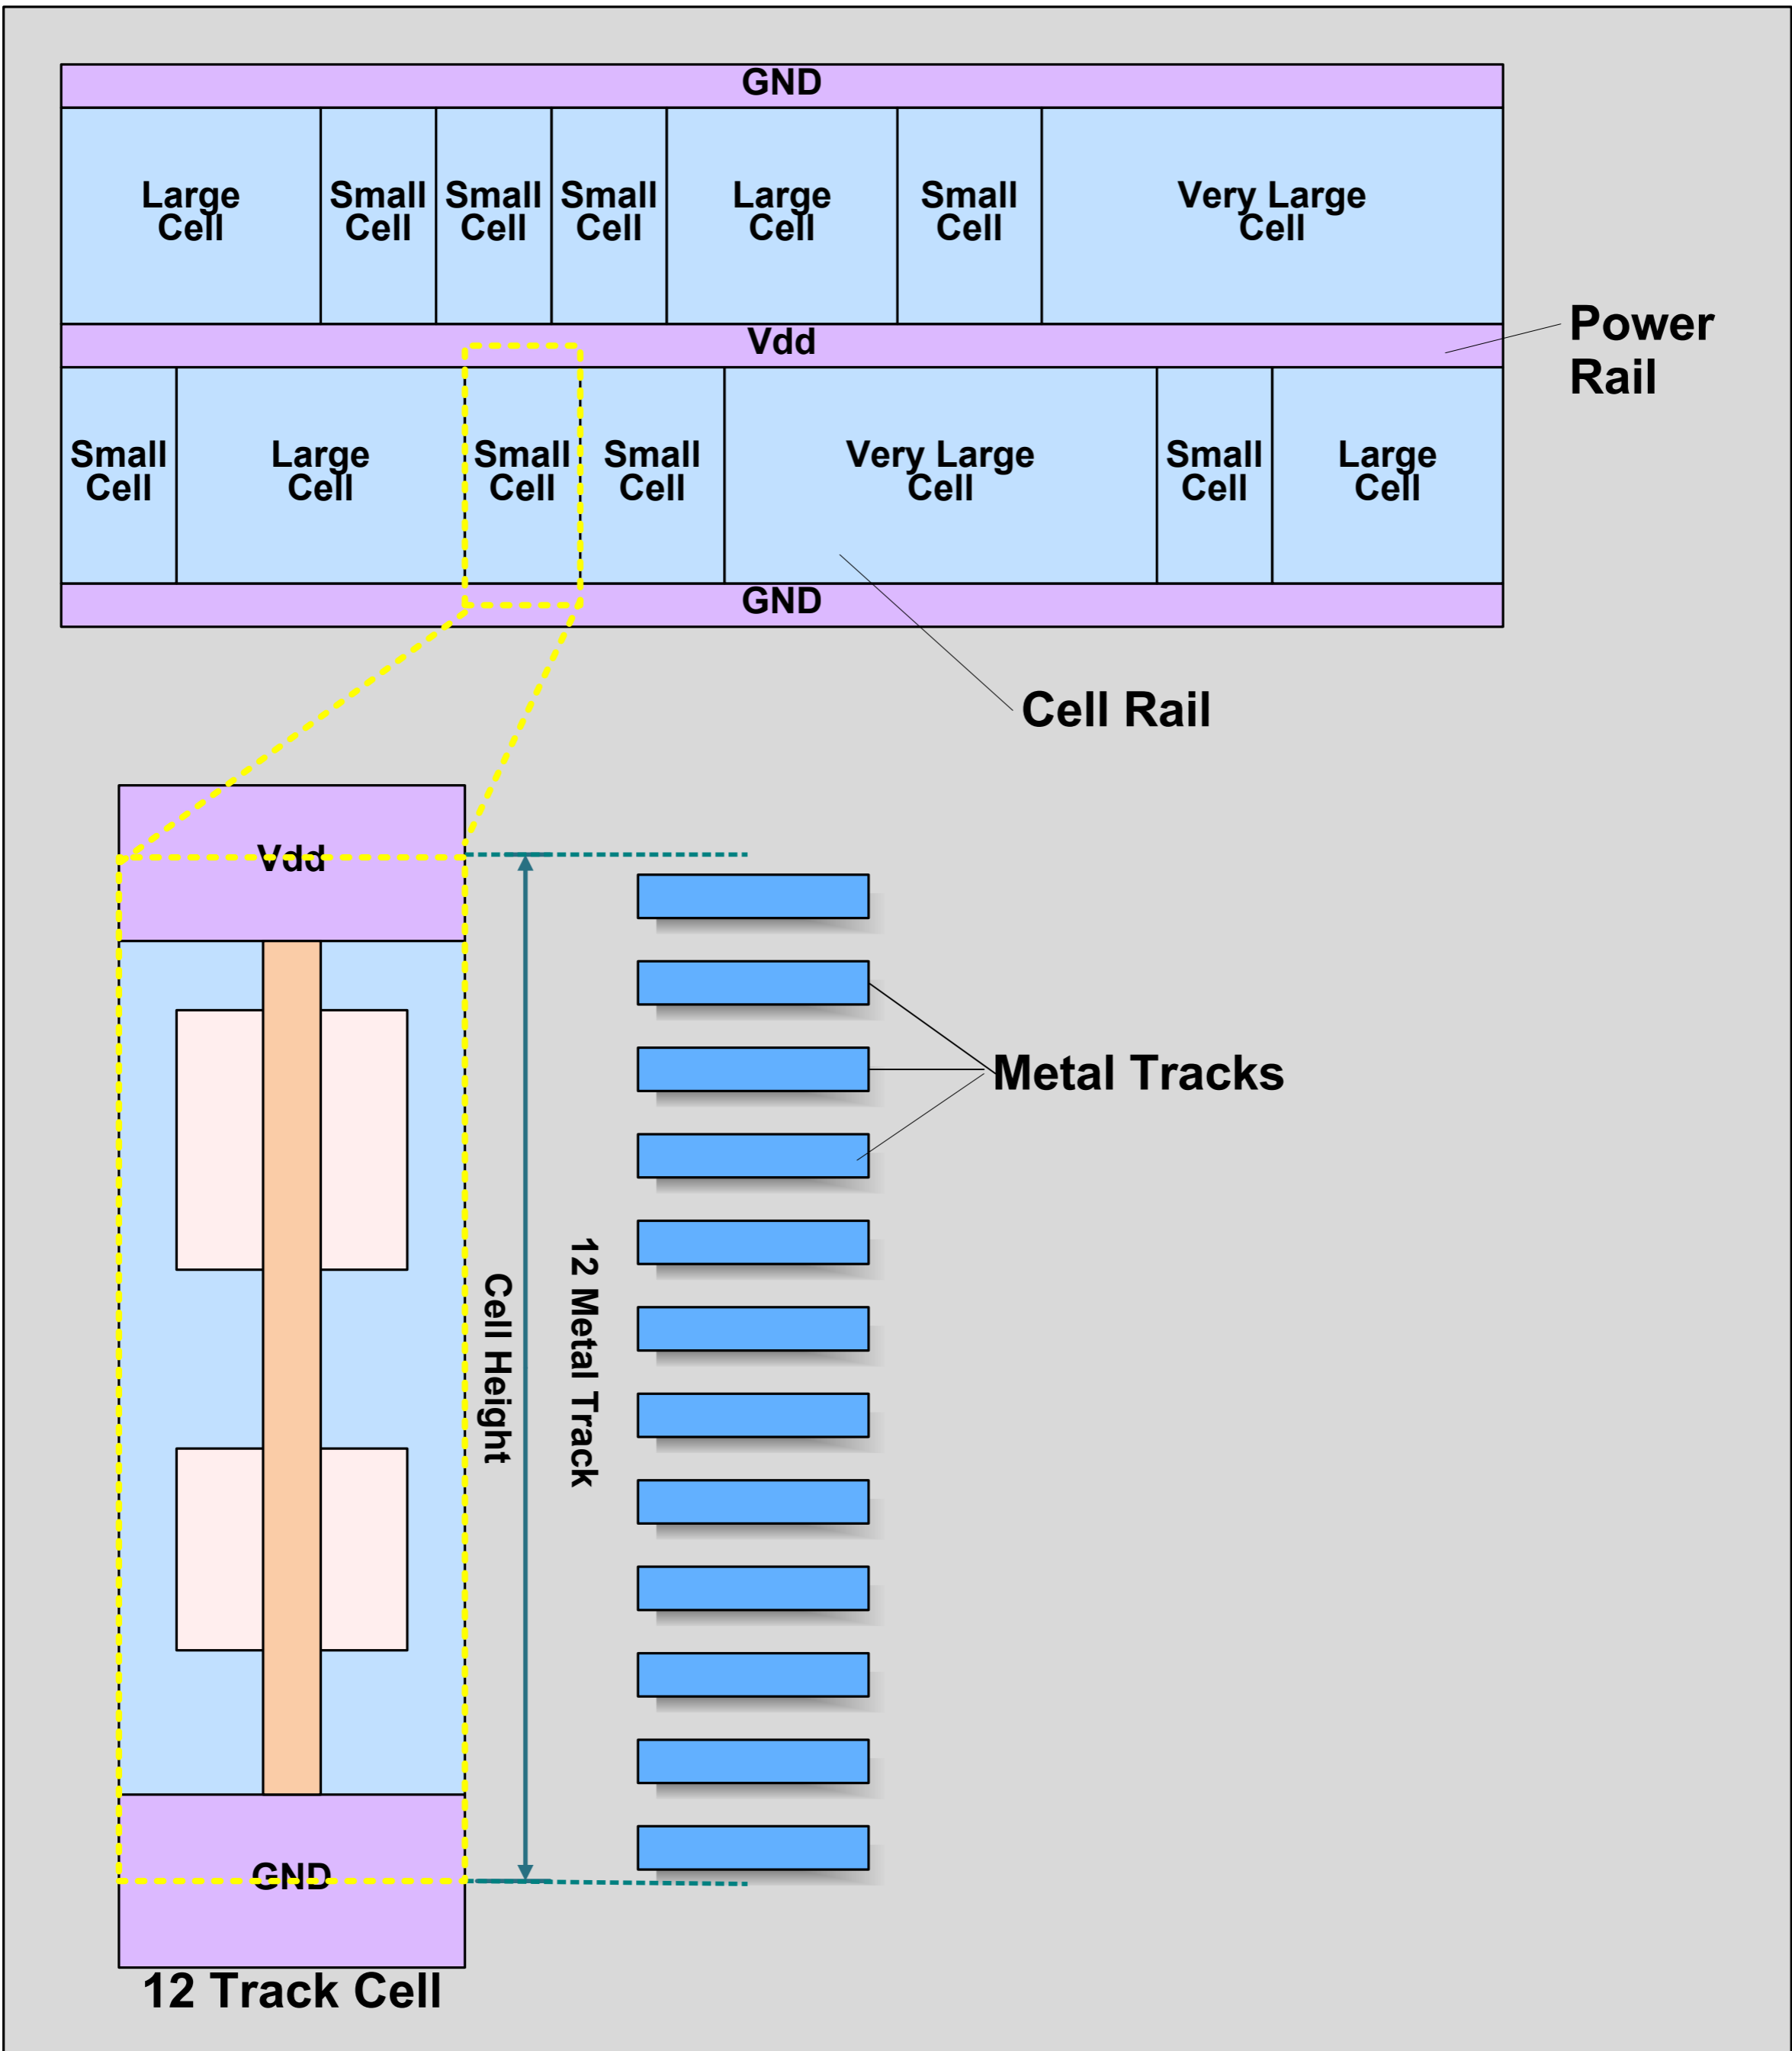 GND
Large
Cell
Small
Cell
Small
Cell
Small
Cell
Large
Cell
Small
Cell
Very Large
Cell
Vdd
Power
Rail
Small
Cell
Large
Cell
Small
Cell
Small
Cell
Very Large
Cell
Small
Cell
Large
Cell
GND
Cell Rail
Vdd
Metal Tracks
Cell Height
12 Metal Track
GND
12 Track Cell